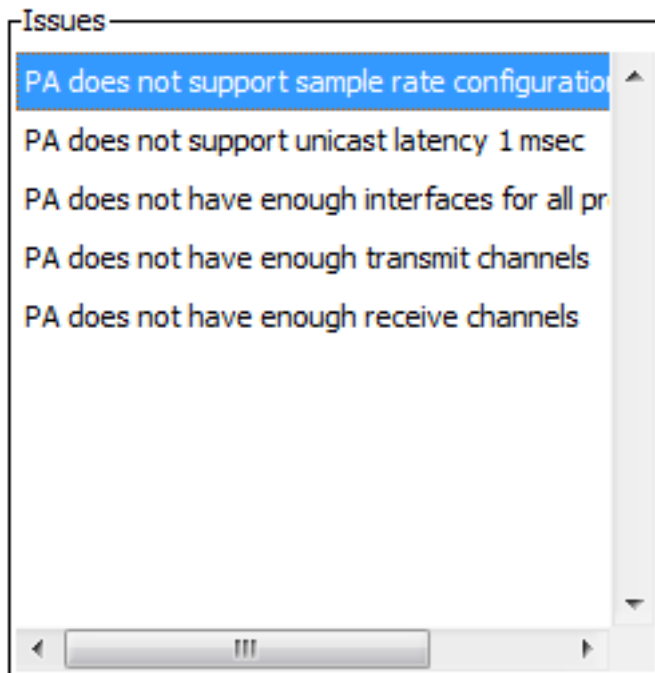 Issues
PA does not support sample rate configuration
PA does not support unicast latency 1 msec
PA does not have enough interfaces for all pr
PA does not have enough transmit channels
PA does not have enough receive channels